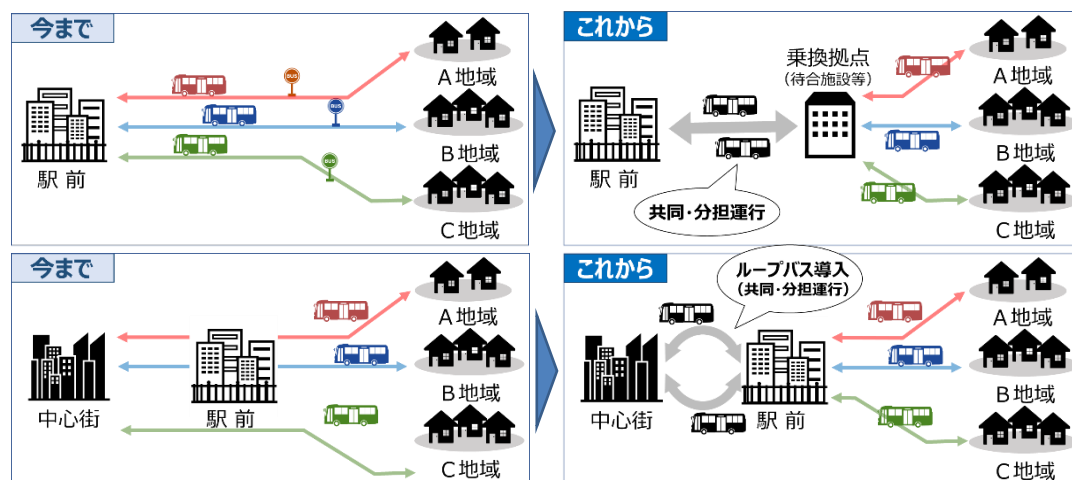 今まで
BUS
BUS
BUS
駅 前
A地域
B地域
C地域
これから
乗換拠点
(待合施設等)
駅 前
共同・分担運行
A地域
B地域
C地域
今まで
中心街
駅 前
A地域
B地域
C地域
これから
ループバス導入
(共同・分担運行)
中心街
駅 前
A地域
B地域
C地域